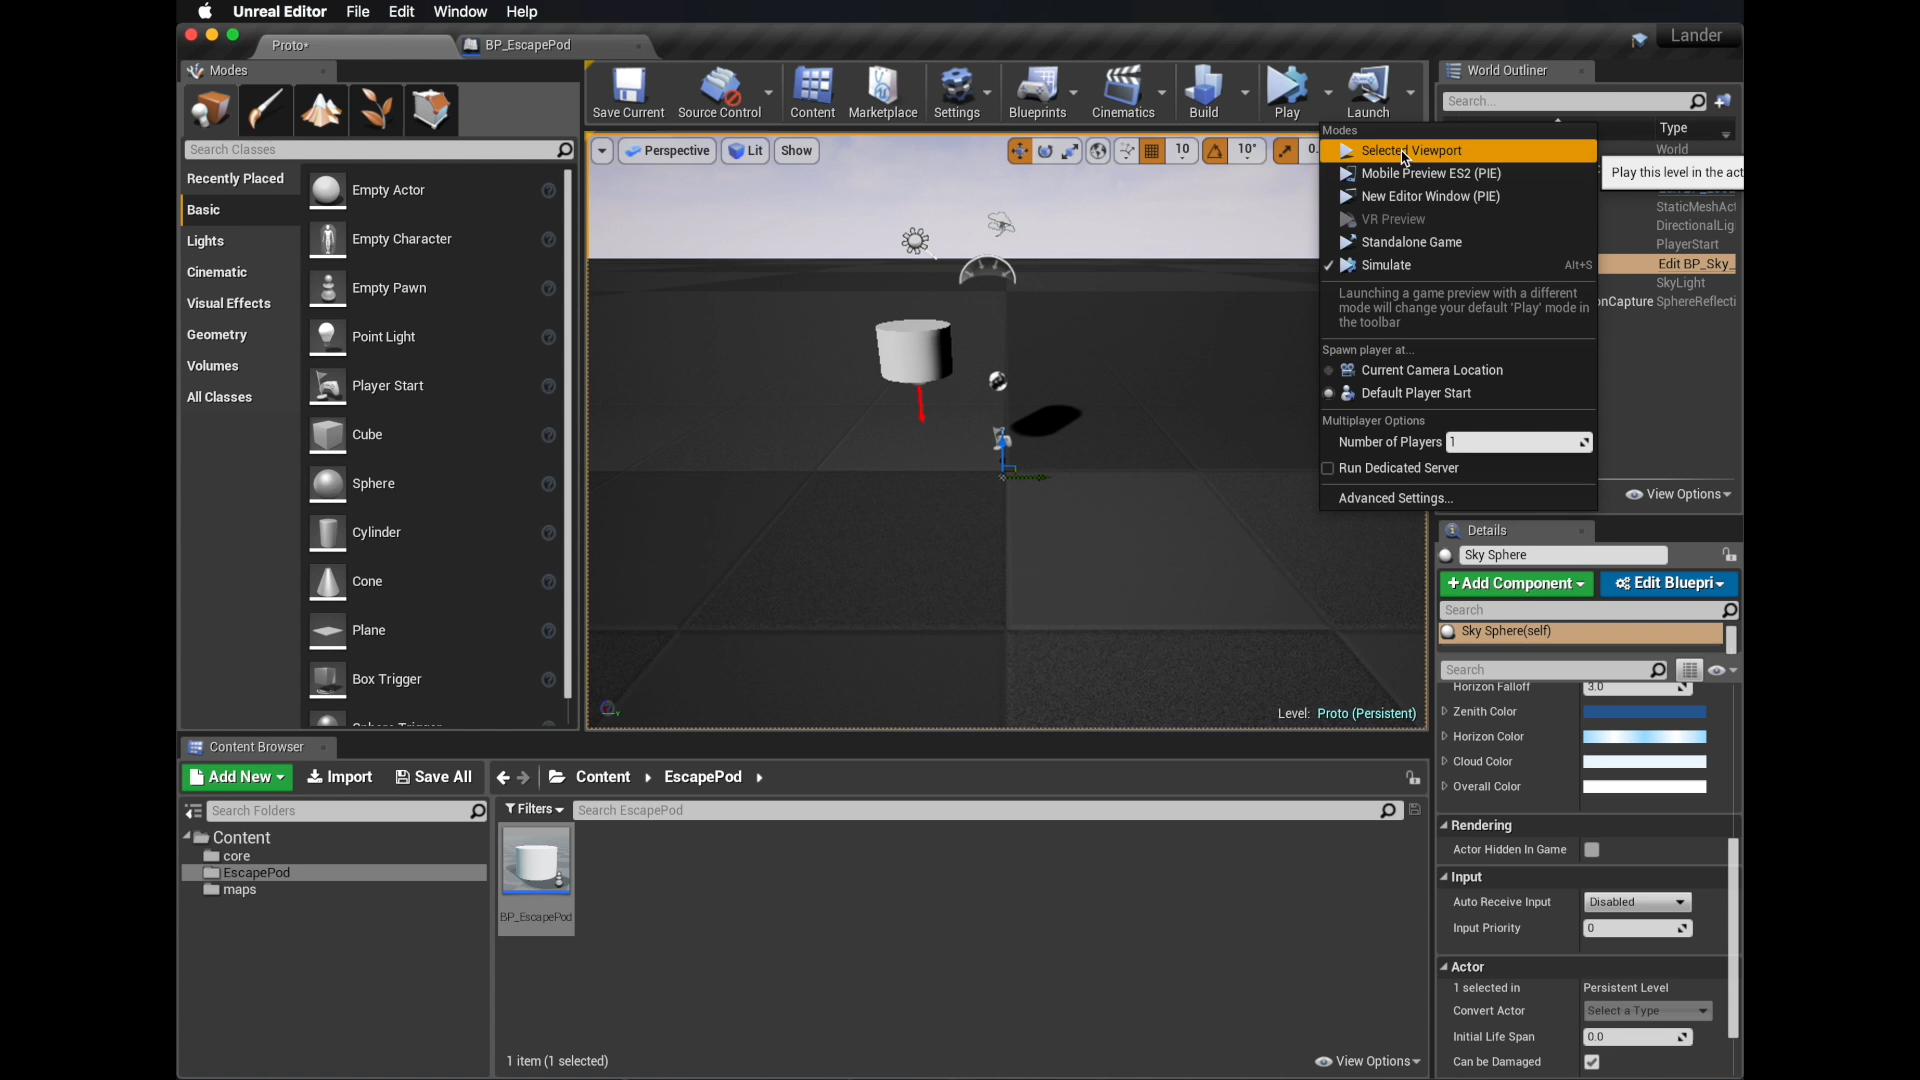 Unreal Editor File Edit Window Help
Proto*
BP_EscapePod
Lander
Modes
World Outliner
Save Current
Source Control
Content
Marketplace
Settings
Blueprints
Cinematics
Build
Play
Launch
Search...
Search Classes
Recently Played
Basic
Lights
Cinematic
Visual Effects
Geometry
Volumes
All Classes
Empty Actor
Empty Character
Empty Pawn
Point Light
Player Start
Cube
Sphere
Cylinder
Cone
Plane
Box Trigger
Perspective
Lit
Show
10
10°
0.
Level: Proto (Persistent)
Modes
Selected Viewport
Mobile Preview ES2 (PIE)
New Editor Window (PIE)
VR Preview
Standalone Game
Simulate Alt+S
Launching a game preview with a different
mode will change your default 'Play' mode in
the toolbar
Spawn player at...
Current Camera Location
Default Player Start
Multiplayer Options
Number of Players 1
Run Dedicated Server
Advanced Settings...
Type
World
Play this level in the act
StaticMeshAct
DirectionalLig
PlayerStart
Edit BP_Sky_
SkyLight
onCapture SphereReflecti
View Options
Details
Sky Sphere
+Add Component
Edit Bluepri
Search
Sky Sphere(self)
Search
Horizon Falloff 3.0
Zenith Color
Horizon Color
Cloud Color
Overall Color
Rendering
Actor Hidden In Game
Input
Auto Receive Input Disabled
Input Priority 0
Actor
1 selected in Persistent Level
Convert Actor Select a Type
Initial Life Span 0.0
Can be Damaged
Content Browser
Add New
Import
Save All
Content
EscapePod
Search Folders
Content
core
EscapePod
maps
Filters
Search EscapePod
BP_EscapePod
1 item (1 selected)
View Options